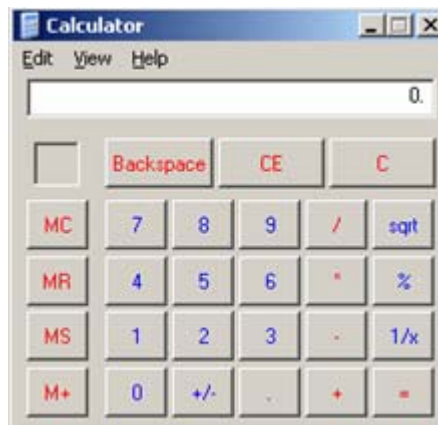 Calculator
Edit View Help
0.
Backspace CE C
MC 7 8 9 / sqrt
MR 4 5 6 * %
MS 1 2 3 - 1/x
M+ 0 +/- . + =